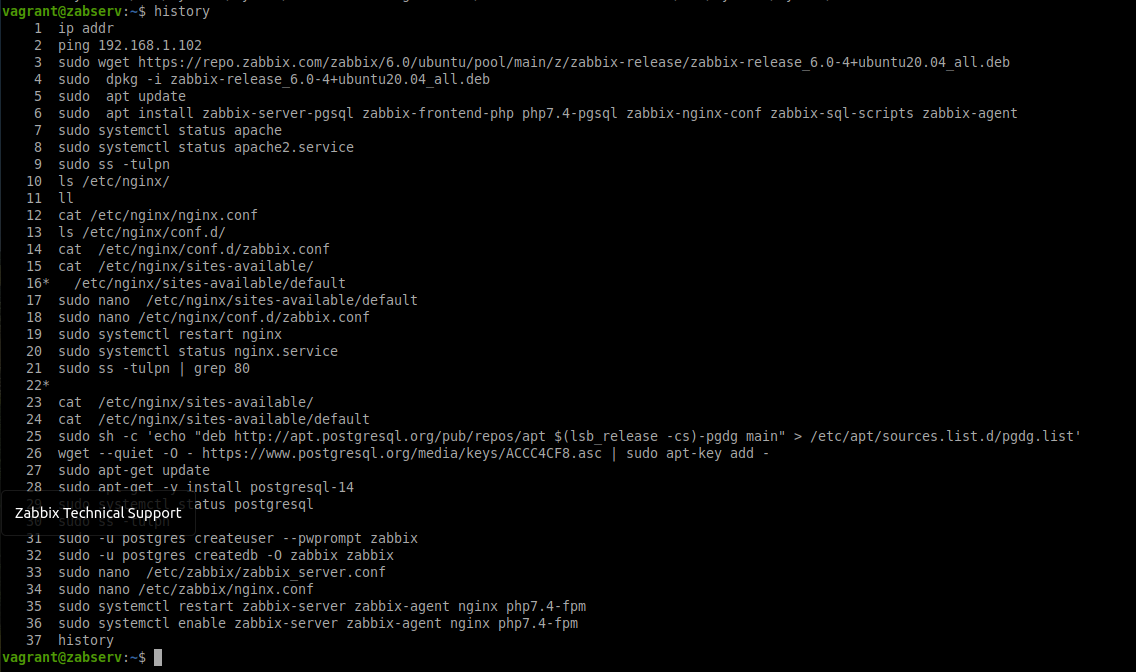 vagrant@zabserv:~$ history
1 ip addr
2 ping 192.168.1.102
3 sudo wget https://repo.zabbix.com/zabbix/6.0/ubuntu/pool/main/z/zabbix-release/zabbix-release_6.0-4+ubuntu20.04_all.deb
4 sudo  dpkg -i zabbix-release_6.0-4+ubuntu20.04_all.deb
5 sudo  apt update
6 sudo  apt install zabbix-server-pgsql zabbix-frontend-php php7.4-pgsql zabbix-nginx-conf zabbix-sql-scripts zabbix-agent
7 sudo systemctl status apache
8 sudo systemctl status apache2.service
9 sudo ss -tulpn
10 ls /etc/nginx/
11 ll
12 cat /etc/nginx/nginx.conf
13 ls /etc/nginx/conf.d/
14 cat  /etc/nginx/conf.d/zabbix.conf
15 cat  /etc/nginx/sites-available/
16*   /etc/nginx/sites-available/default
17 sudo nano  /etc/nginx/sites-available/default
18 sudo nano /etc/nginx/conf.d/zabbix.conf
19 sudo systemctl restart nginx
20 sudo systemctl status nginx.service
21 sudo ss -tulpn | grep 80
22*
23 cat  /etc/nginx/sites-available/
24 cat  /etc/nginx/sites-available/default
25 sudo sh -c 'echo "deb http://apt.postgresql.org/pub/repos/apt $(lsb_release -cs)-pgdg main" > /etc/apt/sources.list.d/pgdg.list'
26 wget --quiet -O - https://www.postgresql.org/media/keys/ACCC4CF8.asc | sudo apt-key add -
27 sudo apt-get update
28 sudo apt-get -y install postgresql-14
29 sudo systemctl status postgresql
Zabbix Technical Support
30 sudo ss -tulpn
31 sudo -u postgres createuser --pwprompt zabbix
32 sudo -u postgres createdb -O zabbix zabbix
33 sudo nano  /etc/zabbix/zabbix_server.conf
34 sudo nano /etc/zabbix/nginx.conf
35 sudo systemctl restart zabbix-server zabbix-agent nginx php7.4-fpm
36 sudo systemctl enable zabbix-server zabbix-agent nginx php7.4-fpm
37 history
vagrant@zabserv:~$